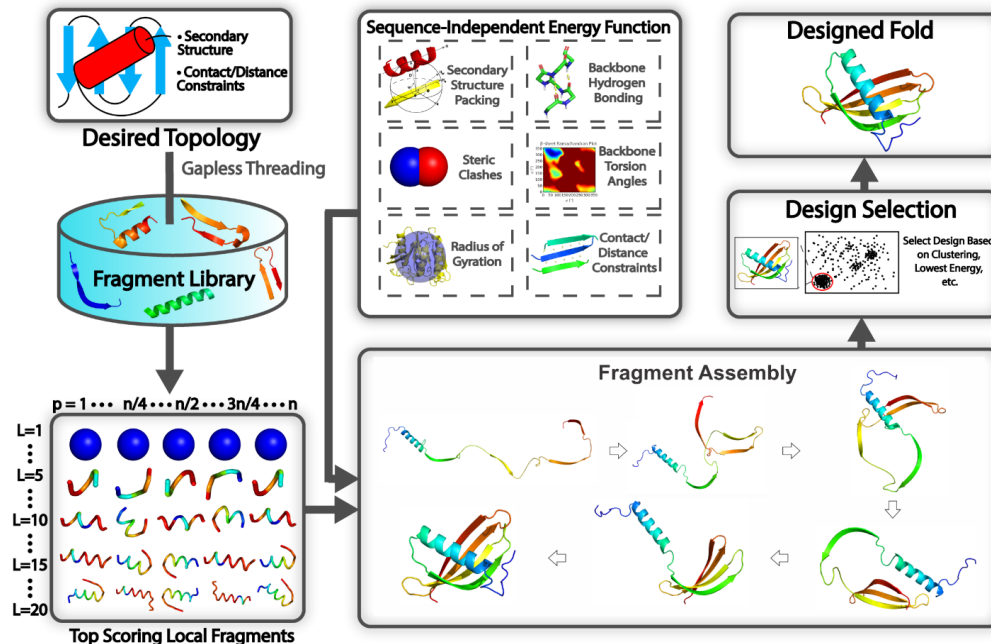 • Secondary
Structure
• Contact/Distance
Constraints
Desired Topology
Gapless Threading
Fragment Library
p = 1 •••• n/4 •••• n/2 •••• 3n/4 •••• n
L=1
L=5
L=10
L=15
L=20
Top Scoring Local Fragments
Sequence-Independent Energy Function
Secondary
Structure
Packing
Backbone
Hydrogen
Bonding
Steric
Clashes
Backbone
Torsion
Angles
Radius of
Gyration
Contact/
Distance
Constraints
Designed Fold
Design Selection
Select Design Based
on Clustering,
Lowest Energy,
etc.
Fragment Assembly